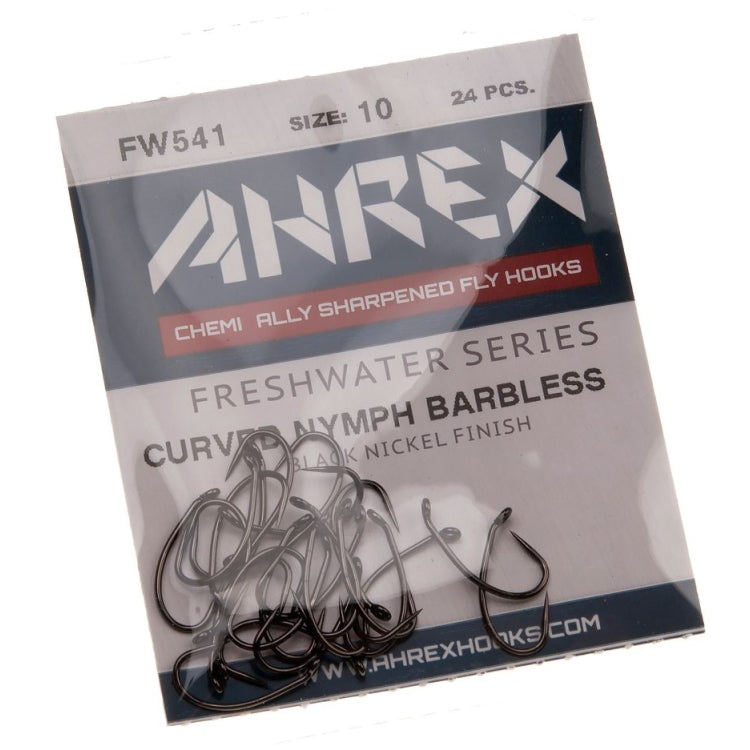 FW541 SIZE: 10 24 PCS.
AHREX
CHEMI ALLY SHARPENED FLY HOOKS
FRESHWATER SERIES
CURVED NYMPH BARBLESS
BLACK NICKEL FINISH
WWW.AHREXHOOKS.COM